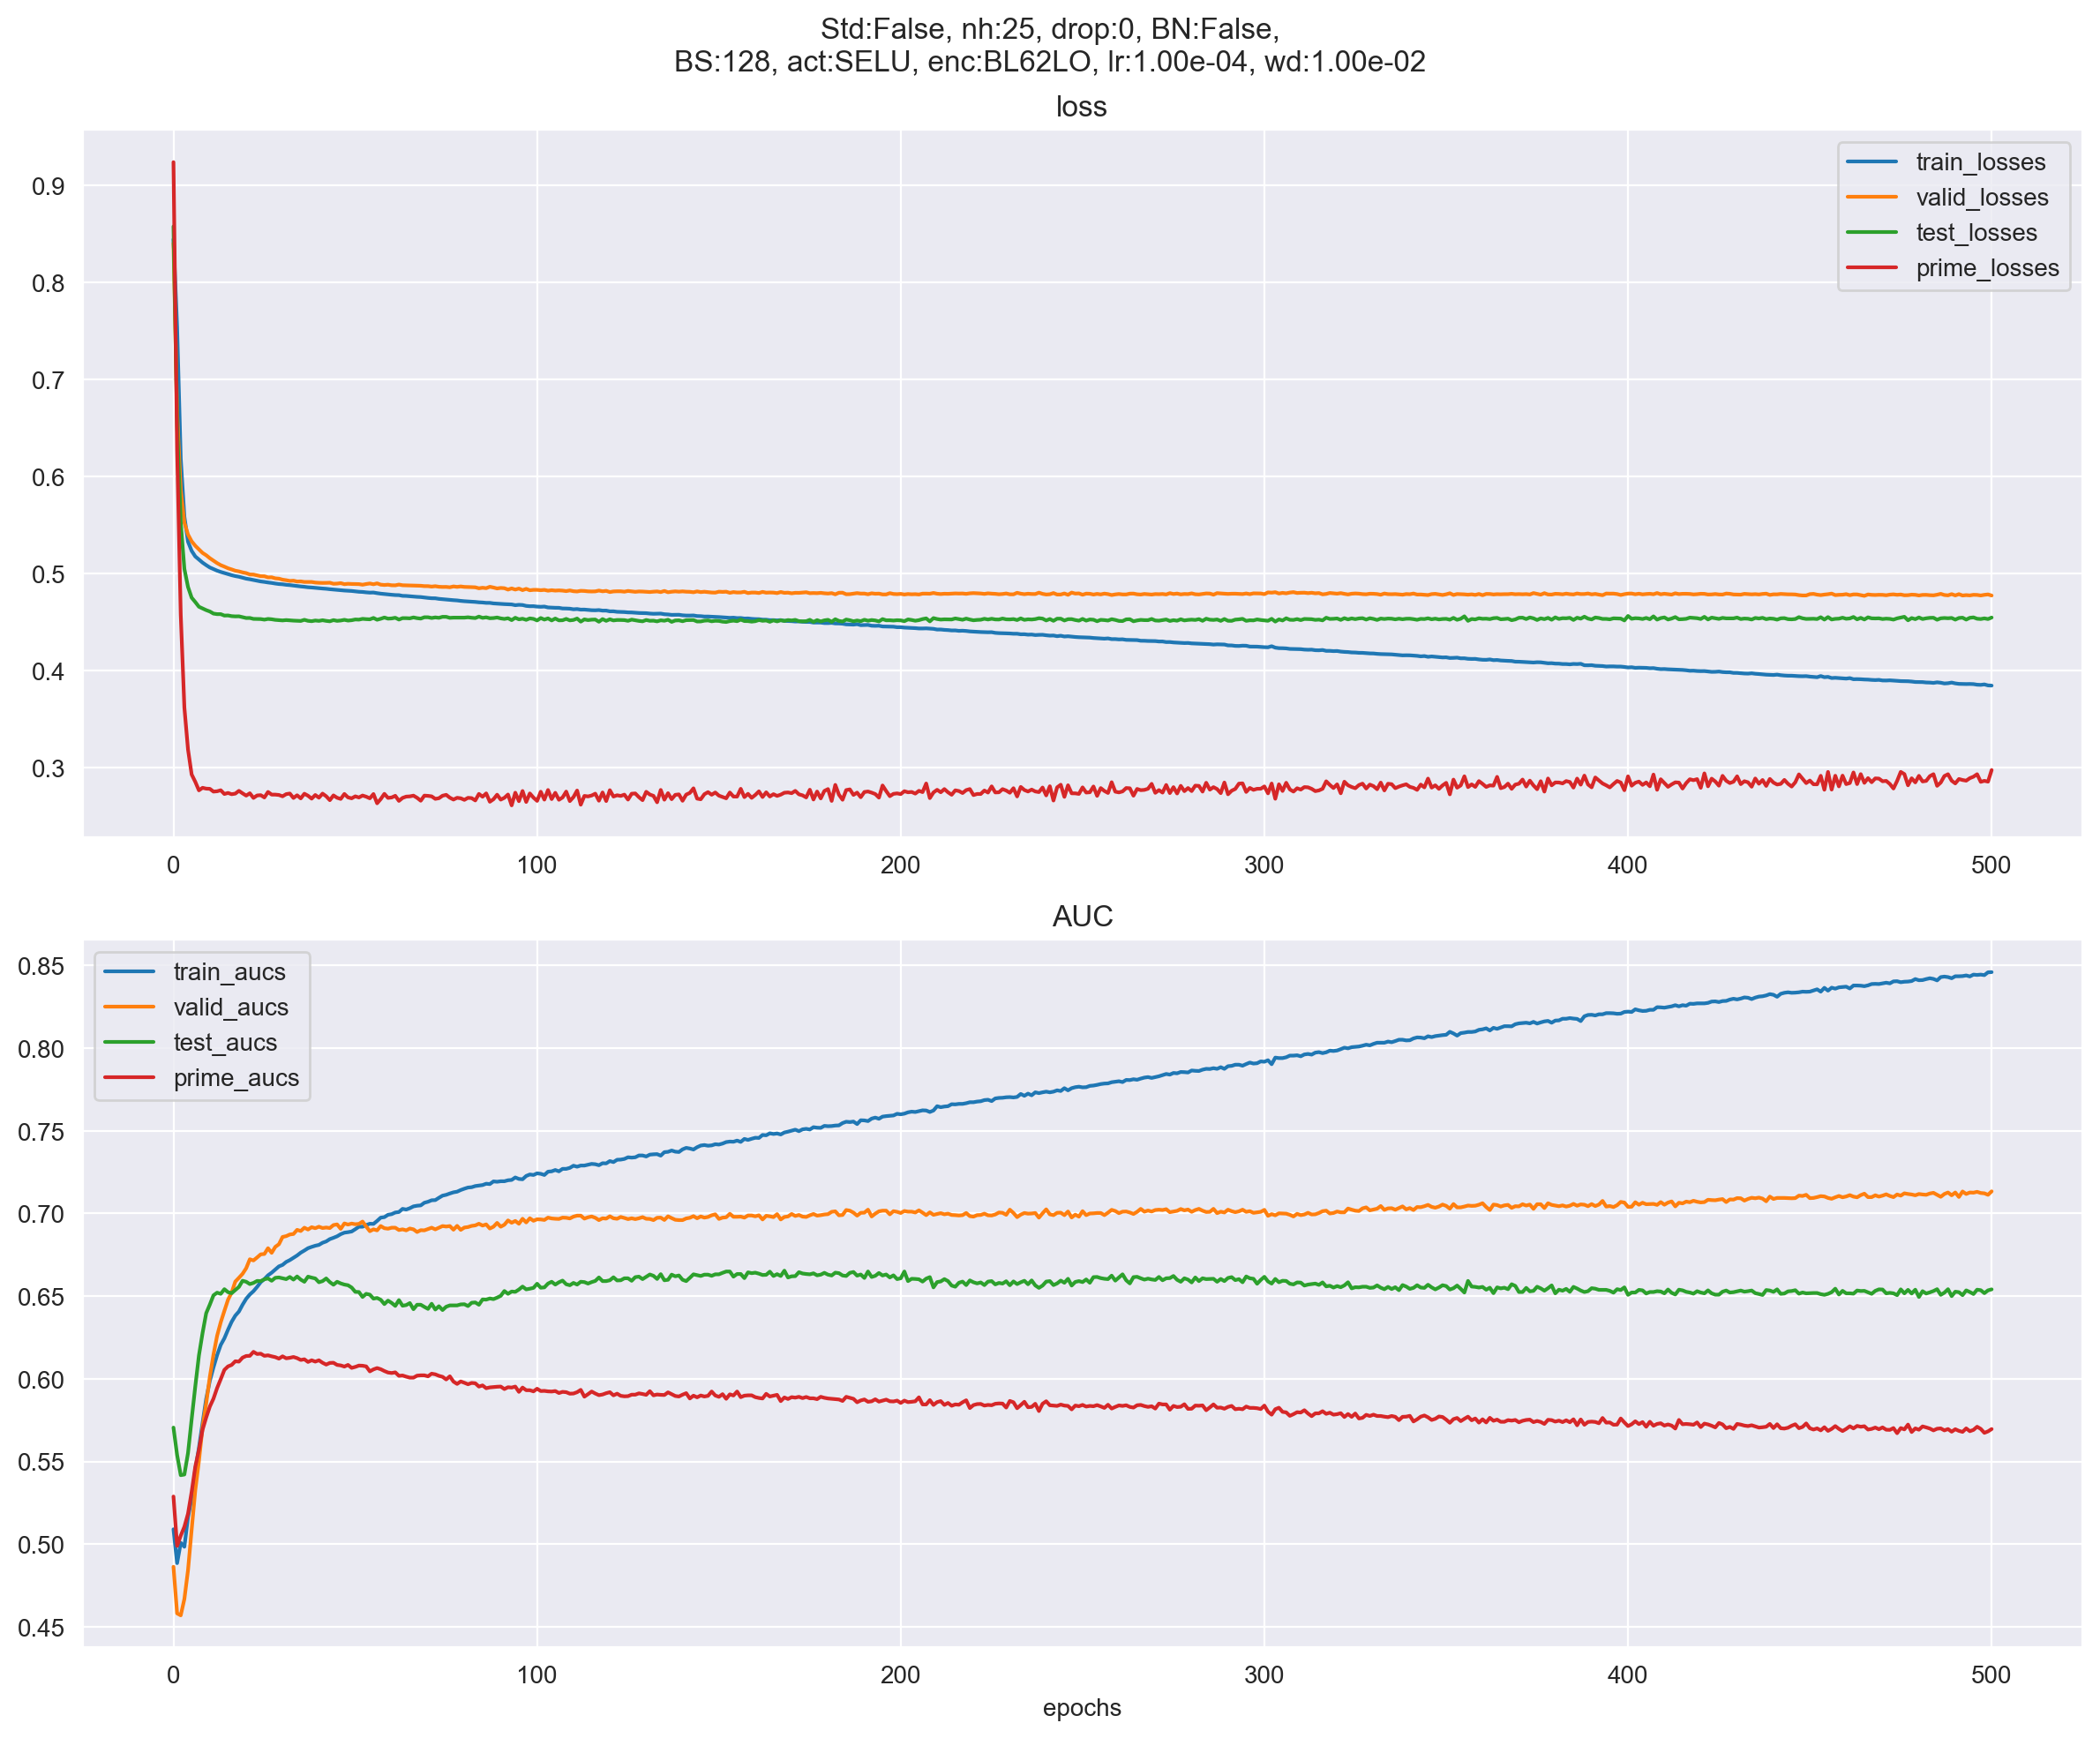 Std:False, nh:25, drop:0, BN:False,
BS:128, act:SELU, enc:BL62LO, lr:1.00e-04, wd:1.00e-02
loss
train_losses
valid_losses
test_losses
prime_losses
0.9
0.8
0.7
0.6
0.5
0.4
0.3
0 100 200 300 400 500
AUC
train_aucs
valid_aucs
test_aucs
prime_aucs
0.85
0.80
0.75
0.70
0.65
0.60
0.55
0.50
0.45
0 100 200 300 400 500
epochs